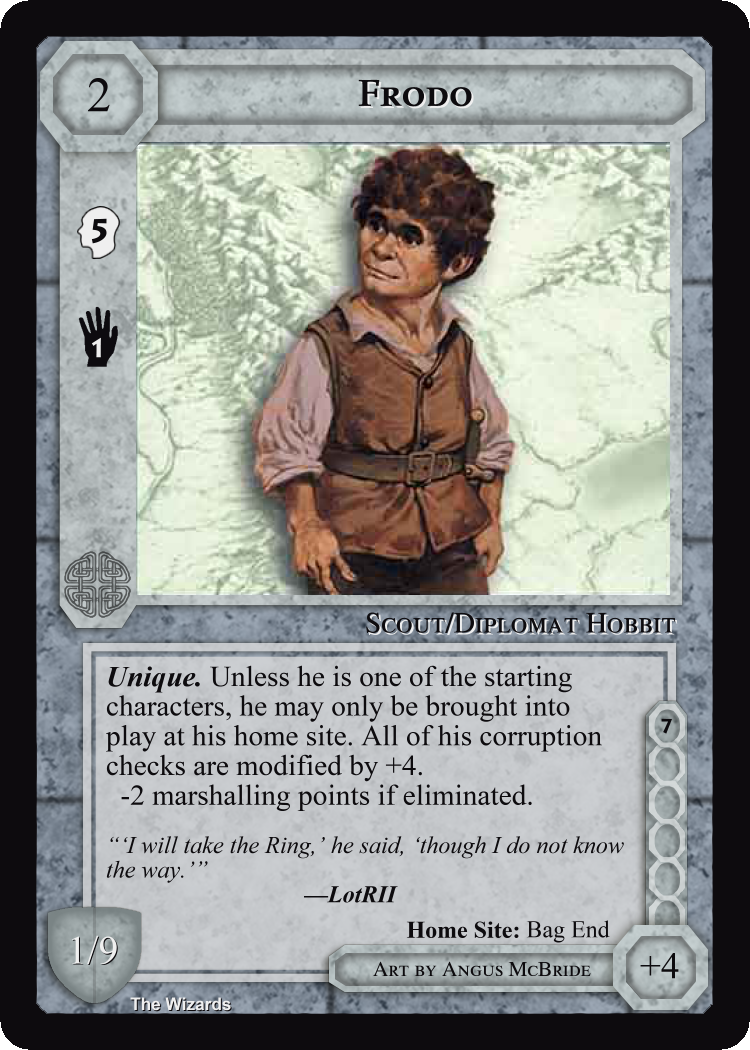 2
Frodo
5
1
Scout/Diplomat Hobbit
Unique. Unless he is one of the starting
characters, he may only be brought into
play at his home site. All of his corruption
checks are modified by +4.
-2 marshalling points if eliminated.
“‘I will take the Ring,’ he said, ‘though I do not know
the way.’”
—LotRII
7
Home Site: Bag End
1/9
Art by Angus McBride
+4
The Wizards